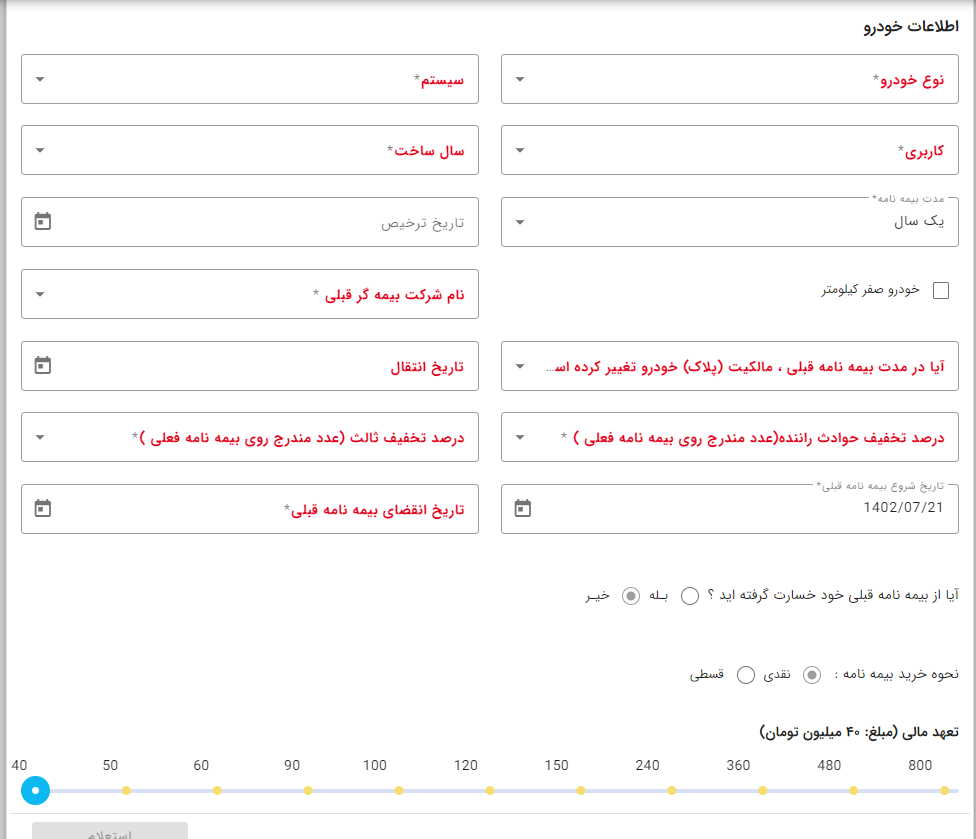 اطلاعات خودرو
نوع خودرو*
سیستم*
کاربری*
سال ساخت*
مدت بیمه نامه*
یک سال
تاریخ ترخیص
خودرو صفر کیلومتر
نام شرکت بیمه گر قبلی *
آیا در مدت بیمه نامه قبلی ، مالکیت (پلاک) خودرو تغییر کرده اس...
تاریخ انتقال
درصد تخفیف حوادث راننده(عدد مندرج روی بیمه نامه فعلی ) *
درصد تخفیف ثالث (عدد مندرج روی بیمه نامه فعلی )*
تاریخ شروع بیمه نامه قبلی*
1402/07/21
تاریخ انقضای بیمه نامه قبلی*
آیا از بیمه نامه قبلی خود خسارت گرفته اید ؟ بـله خیـر
نحوه خرید بیمه نامه : نقدی قسطی
تعهد مالی (مبلغ: ۴۰ میلیون تومان)
40 50 60 90 100 120 150 240 360 480 800
استعلام